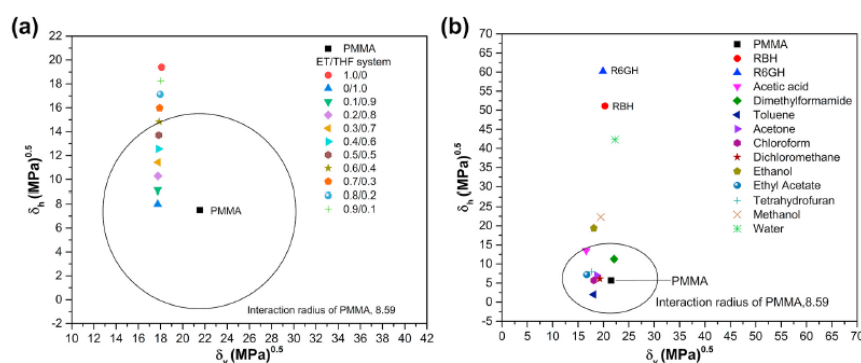 (a)
δh (MPa)^0.5
22
20
18
16
14
12
10
8
6
4
2
0
-2
PMMA
ET/THF system
1.0/0
0/1.0
0.1/0.9
0.2/0.8
0.3/0.7
0.4/0.6
0.5/0.5
0.6/0.4
0.7/0.3
0.8/0.2
0.9/0.1
PMMA
Interaction radius of PMMA, 8.59
10 12 14 16 18 20 22 24 26 28 30 32 34 36 38 40 42
δv (MPa)^0.5
(b)
δh (MPa)^0.5
70
65
60
55
50
45
40
35
30
25
20
15
10
5
0
-5
R6GH
RBH
PMMA
RBH
R6GH
Acetic acid
Dimethylformamide
Toluene
Acetone
Chloroform
Dichloromethane
Ethanol
Ethyl Acetate
Tetrahydrofuran
Methanol
Water
PMMA
Interaction radius of PMMA,8.59
0 5 10 15 20 25 30 35 40 45 50 55 60 65 70
δv (MPa)^0.5